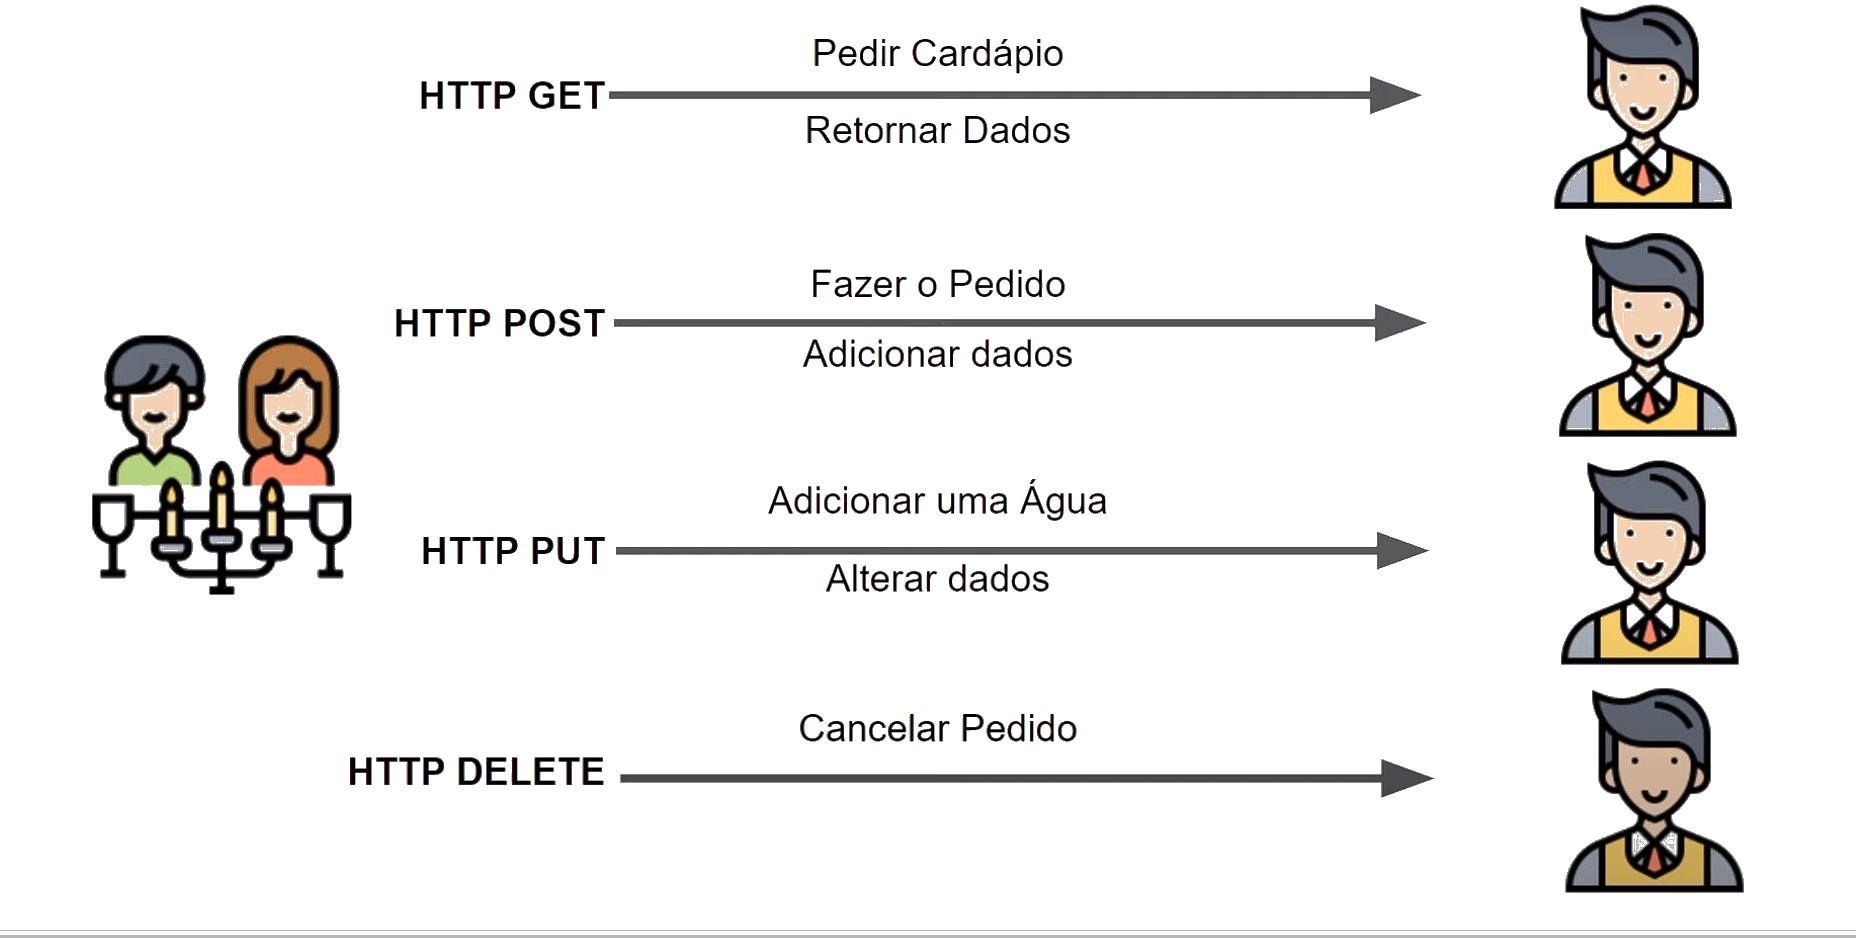 Pedir Cardápio
HTTP GET
Retornar Dados
Fazer o Pedido
HTTP POST
Adicionar dados
Adicionar uma Água
HTTP PUT
Alterar dados
Cancelar Pedido
HTTP DELETE